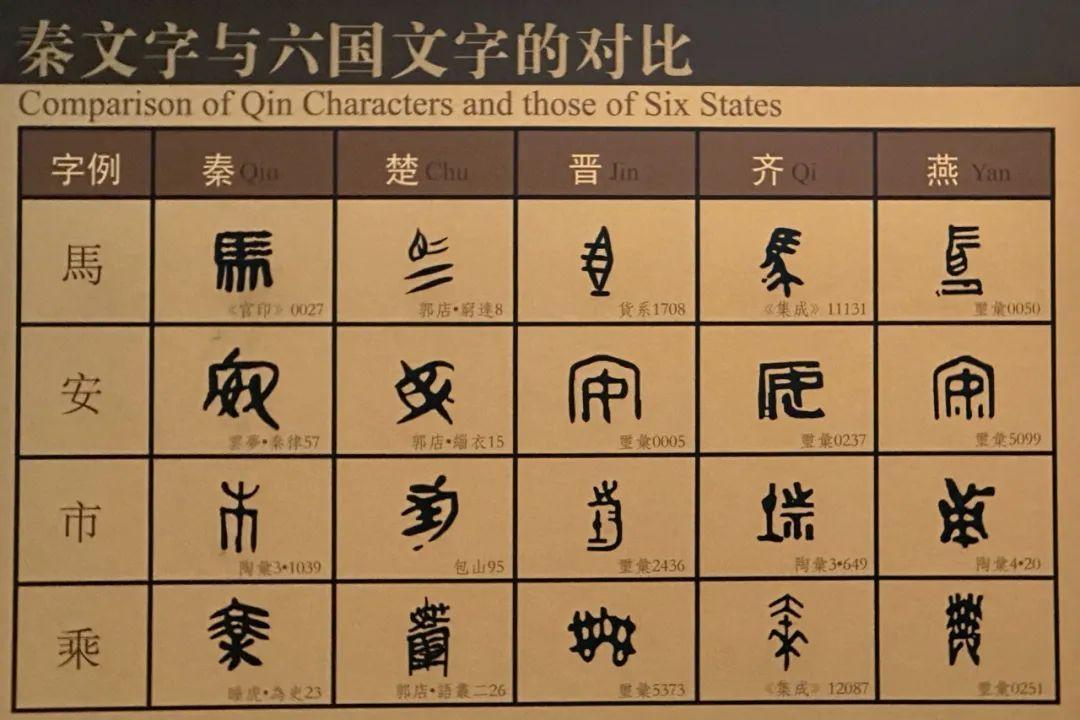 秦文字与六国文字的对比
Comparison of Qin Characters and those of Six States
字例 秦 Qin 楚 Chu 晋 Jin 齐 Qi 燕 Yan
馬
《官印》0027 郭店•窮達8 货系1708 《集成》11131 璽彙0050
安
雲夢•秦律57 郭店•緇衣15 璽彙0005 璽彙0237 璽彙5099
市
陶彙3•1039 包山95 璽彙2436 陶彙3•649 陶彙4•20
乘
睡虎•為吏23 郭店•語叢二26 璽彙5373 《集成》12087 璽彙0251